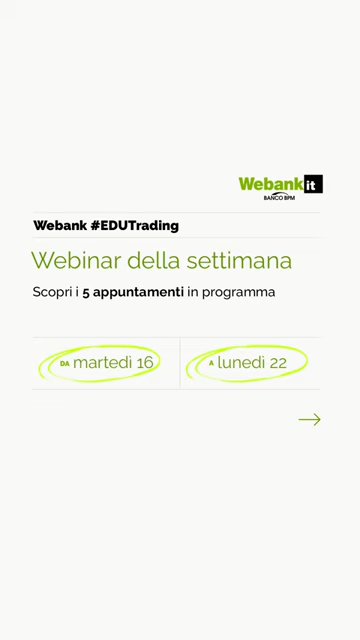 Webank it
BANCO BPM
Webank #EDUTrading
Webinar della settimana
Scopri i 5 appuntamenti in programma
DA martedì 16
A lunedì 22